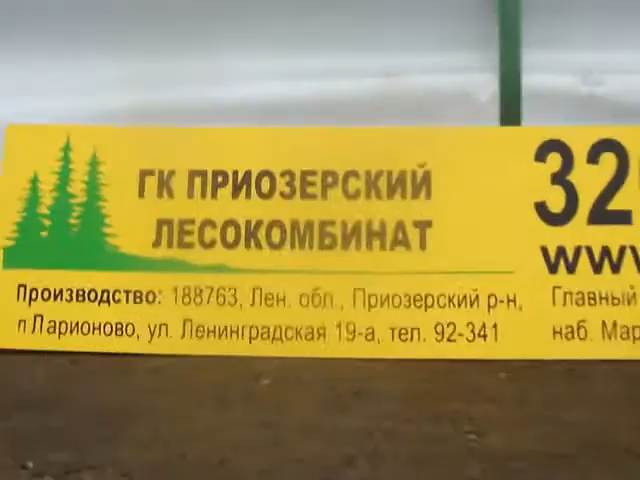 ГК ПРИОЗЕРСКИЙ
ЛЕСОКОМБИНАТ
Производство: 188763, Лен. обл., Приозерский р-н,
п Ларионово, ул. Ленинградская 19-а, тел. 92-341
32
www
Главный
наб. Мар